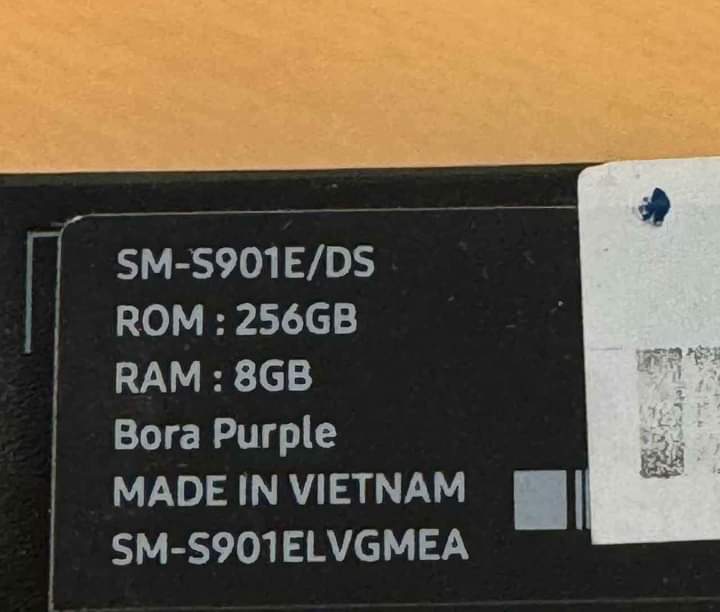 SM-S901E/DS
ROM : 256GB
RAM : 8GB
Bora Purple
MADE IN VIETNAM
SM-S901ELVGMEA